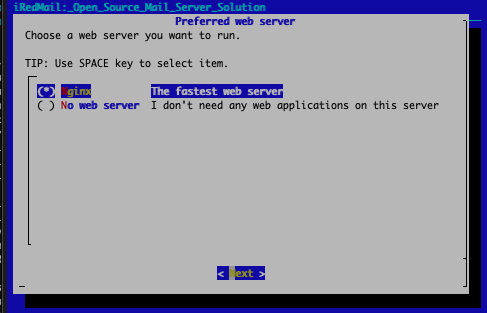 iRedMail:_Open_Source_Mail_Server_Solution
Preferred web server
Choose a web server you want to run.
TIP: Use SPACE key to select item.
(*) Nginx The fastest web server
( ) No web server I don't need any web applications on this server
< Next >